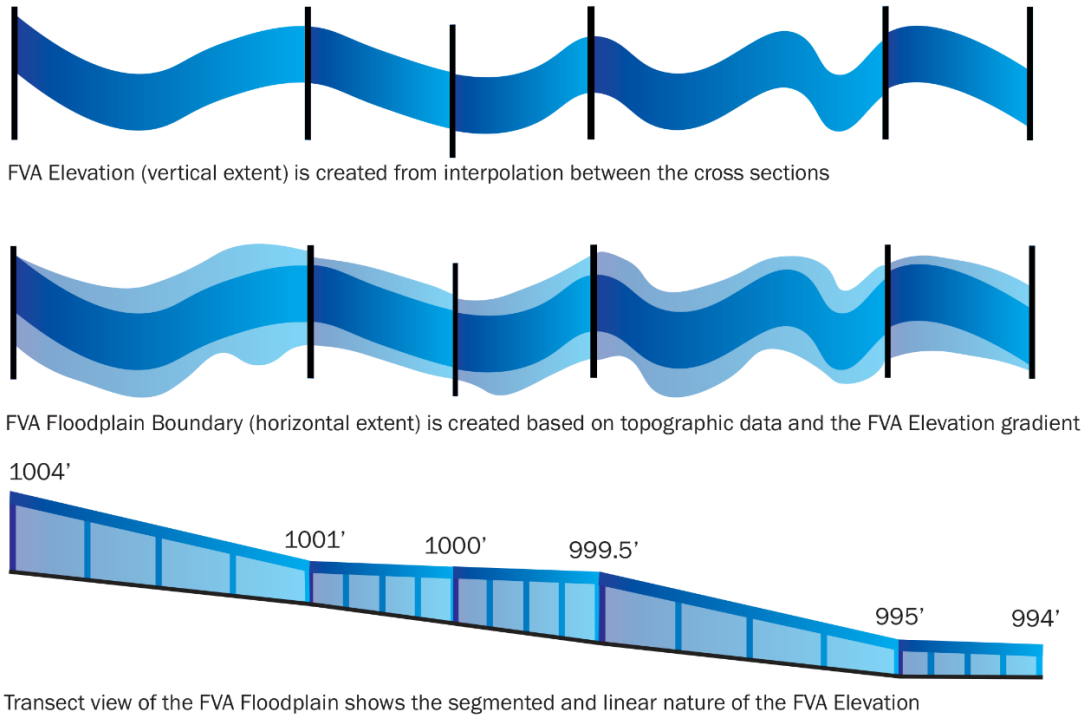 FVA Elevation (vertical extent) is created from interpolation between the cross sections
FVA Floodplain Boundary (horizontal extent) is created based on topographic data and the FVA Elevation gradient
1004’
1001’
1000’
999.5’
995’
994’
Transect view of the FVA Floodplain shows the segmented and linear nature of the FVA Elevation